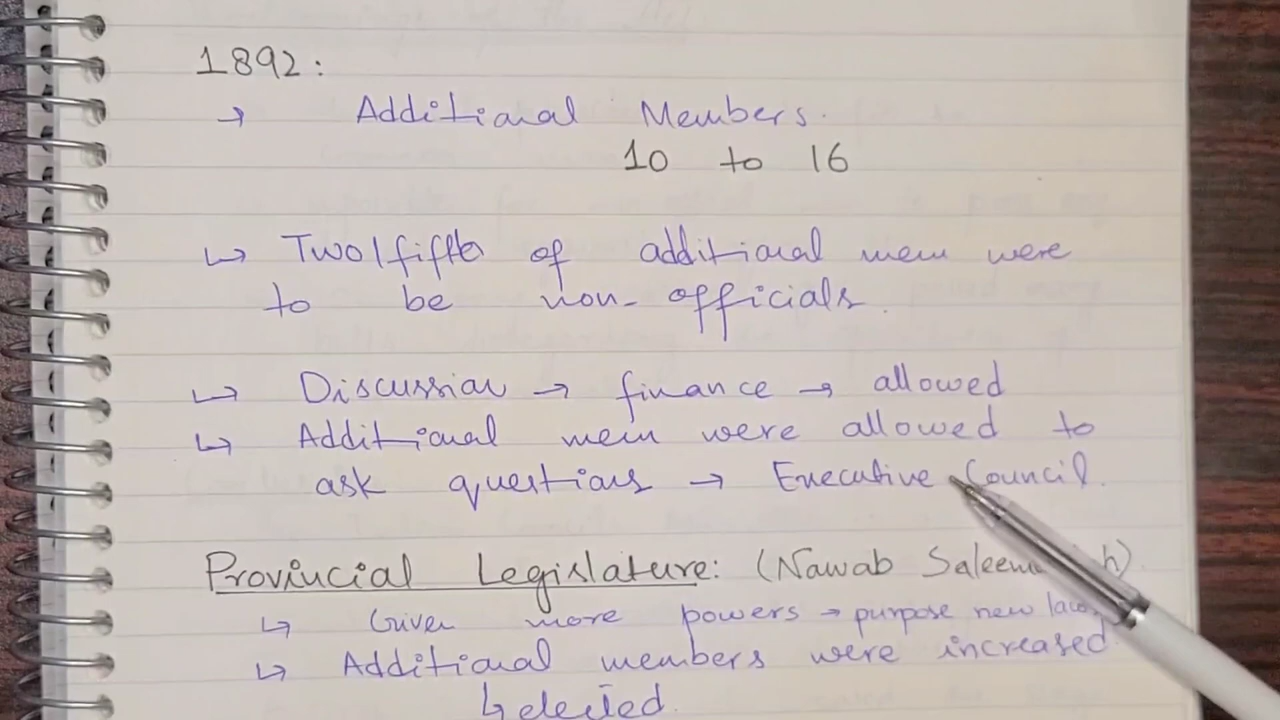 1892:
→ Additional Members.
10 to 16
↳ Two/fifth of additional mem were
to be non-officials.
↳ Discussion → finance → allowed
↳ Additional mem were allowed to
ask questions → Executive Council.
Provincial Legislature: (Nawab
↳ Given more powers → purpose new laws
↳ Additional members were increased
↳ elected.